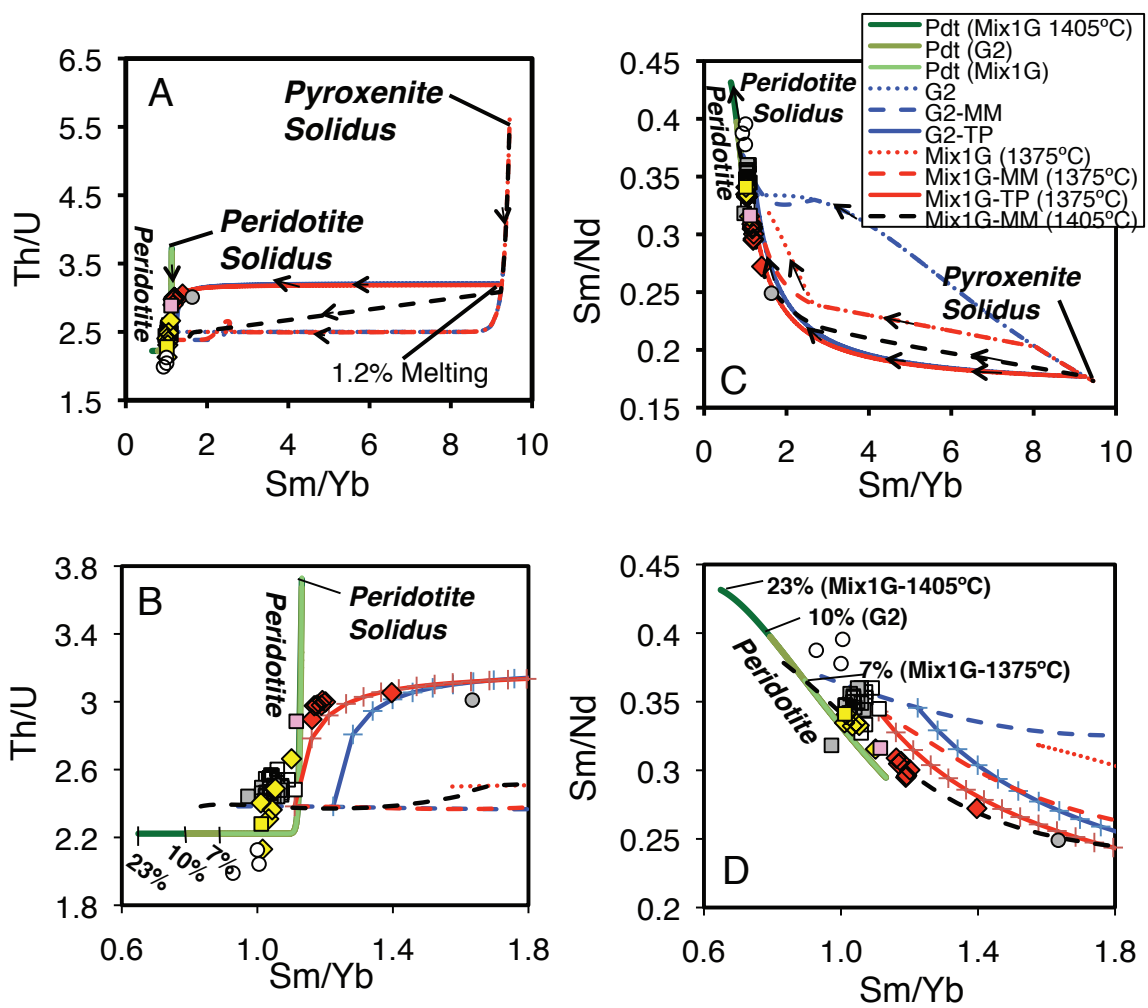 A
Th/U
6.5
5.5
4.5
3.5
2.5
1.5
0
2
4
6
8
10
Sm/Yb
Pyroxenite
Solidus
Peridotite
Solidus
Peridotite
1.2% Melting
C
Sm/Nd
0.45
0.4
0.35
0.3
0.25
0.2
0.15
0
2
4
6
8
10
Sm/Yb
Peridotite
Solidus
Peridotite
Pyroxenite
Solidus
Pdt (Mix1G 1405ºC)
Pdt (G2)
Pdt (Mix1G)
G2
G2-MM
G2-TP
Mix1G (1375ºC)
Mix1G-MM (1375ºC)
Mix1G-TP (1375ºC)
Mix1G-MM (1405ºC)
B
Th/U
3.8
3.4
3
2.6
2.2
1.8
0.6
1.0
1.4
1.8
Sm/Yb
Peridotite
Peridotite
Solidus
23%
10%
7%
D
Sm/Nd
0.45
0.4
0.35
0.3
0.25
0.2
0.6
1.0
1.4
1.8
Sm/Yb
23% (Mix1G-1405ºC)
10% (G2)
7% (Mix1G-1375ºC)
Peridotite